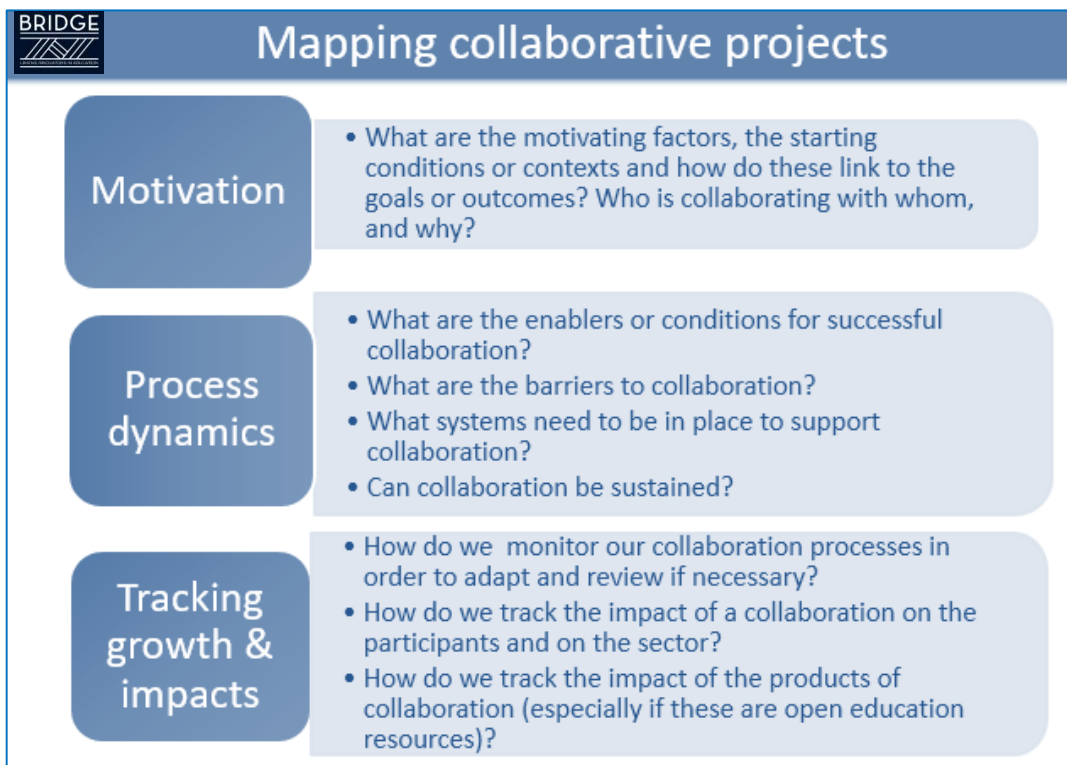 BRIDGE
LINKING INNOVATORS IN EDUCATION
Mapping collaborative projects
Motivation
• What are the motivating factors, the starting
conditions or contexts and how do these link to the
goals or outcomes? Who is collaborating with whom,
and why?
Process
dynamics
• What are the enablers or conditions for successful
collaboration?
• What are the barriers to collaboration?
• What systems need to be in place to support
collaboration?
• Can collaboration be sustained?
Tracking
growth &
impacts
• How do we  monitor our collaboration processes in
order to adapt and review if necessary?
• How do we track the impact of a collaboration on the
participants and on the sector?
• How do we track the impact of the products of
collaboration (especially if these are open education
resources)?